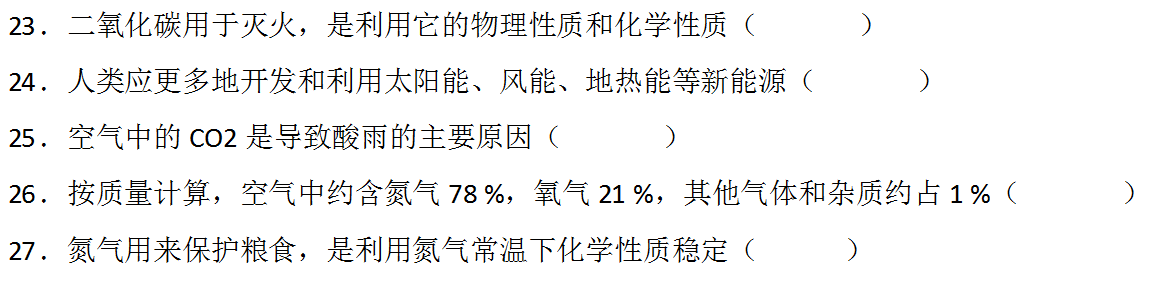 23．二氧化碳用于灭火，是利用它的物理性质和化学性质（　　　）
24．人类应更多地开发和利用太阳能、风能、地热能等新能源（　　　）
25．空气中的 CO2 是导致酸雨的主要原因（　　　）
26．按质量计算，空气中约含氮气 78 %，氧气 21 %，其他气体和杂质约占 1 %（　　　）
27．氮气用来保护粮食，是利用氮气常温下化学性质稳定（　　　）